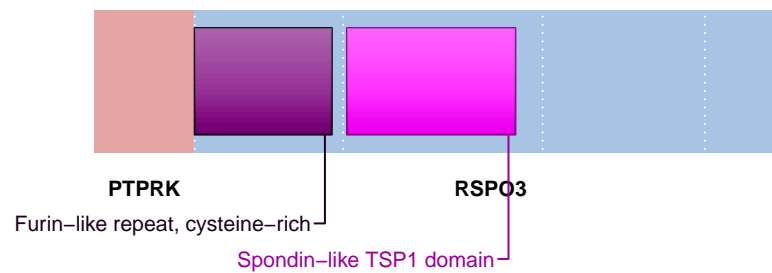 PTPRK
RSPO3
Furin−like repeat, cysteine−rich
Spondin−like TSP1 domain